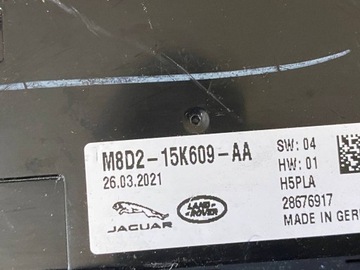 M8D2-15K609-AA
26.03.2021
SW: 04
HW: 01
H5PLA
28676917
MADE IN GER
JAGUAR
LAND-ROVER